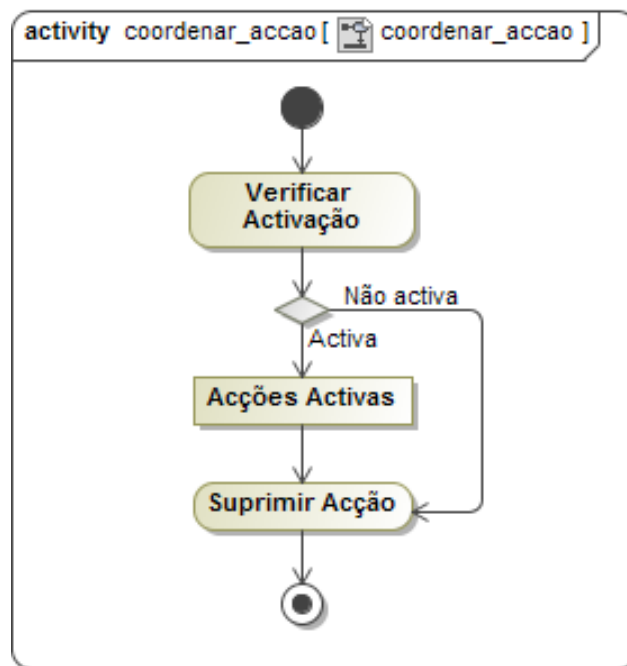 activity coordenar_accao [ coordenar_accao ]
Verificar
Activação
Não activa
Activa
Acções Activas
Suprimir Acção